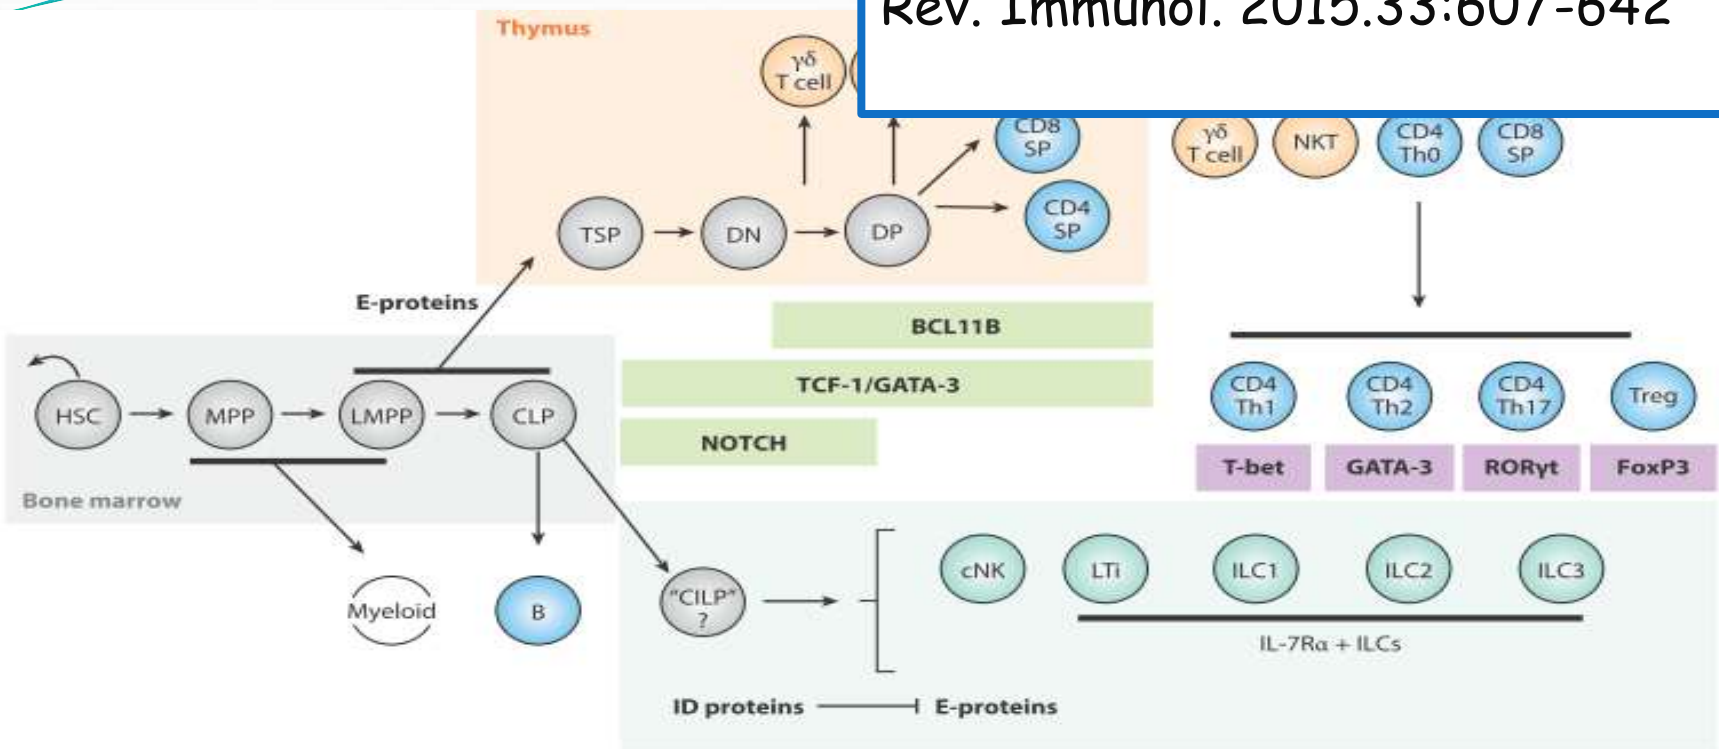 Rev. Immunol. 2015.33:607-642
Thymus
γδ
T cell
CD8
SP
γδ
T cell
NKT
CD4
Th0
CD8
SP
TSP
DN
DP
CD4
SP
E-proteins
BCL11B
TCF-1/GATA-3
NOTCH
HSC
MPP
LMPP
CLP
Bone marrow
CD4
Th1
CD4
Th2
CD4
Th17
Treg
T-bet
GATA-3
RORγt
FoxP3
Myeloid
B
"CILP"
?
cNK
LTi
ILC1
ILC2
ILC3
IL-7Rα + ILCs
ID proteins
E-proteins